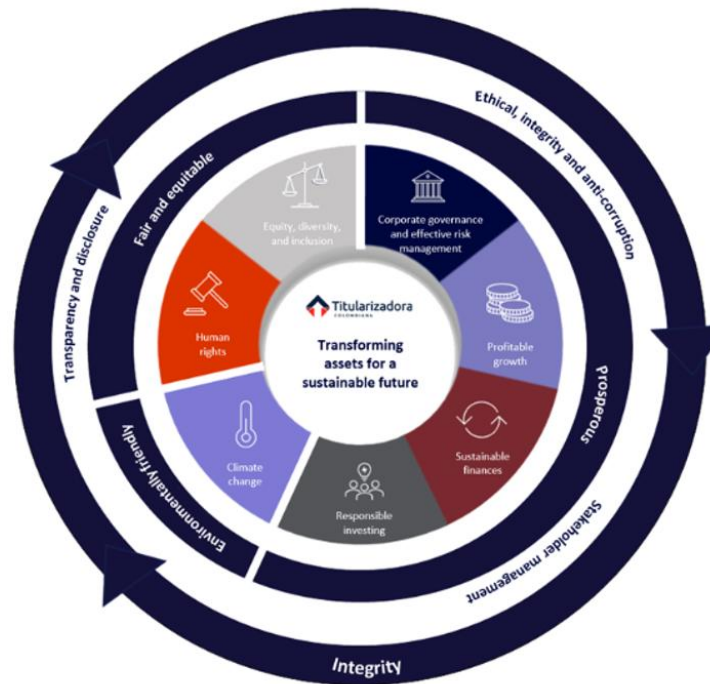 Ethical, integrity and anti-corruption
Fair and equitable
Transparency and disclosure
Equity, diversity,
and inclusion
Corporate governance
and effective risk
management
Human
rights
Titularizadora
COLOMBIANA
Transforming
assets for a
sustainable future
Profitable
growth
Prosperous
Climate
change
Responsible
investing
Sustainable
finances
Environmentally friendly
Stakeholder management
Integrity